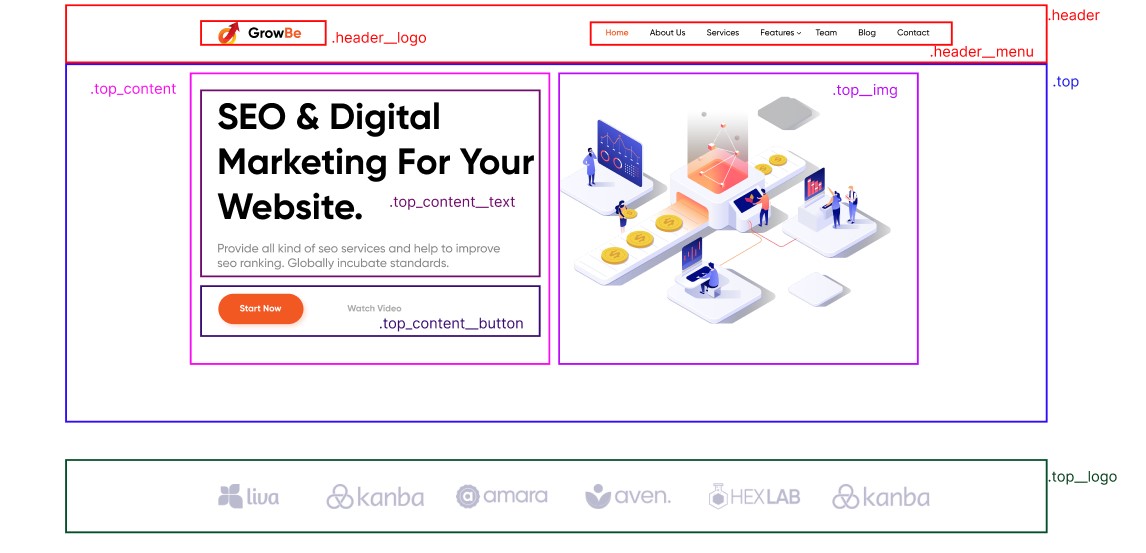 .header
GrowBe
.header__logo
Home About Us Services Features Team Blog Contact
.header__menu
.top_content
.top__img
.top
SEO & Digital
Marketing For Your
Website.
.top_content__text
Provide all kind of seo services and help to improve
seo ranking. Globally incubate standards.
Start Now Watch Video
.top_content__button
.top__logo
liva kanba amara aven. HEXLAB kanba